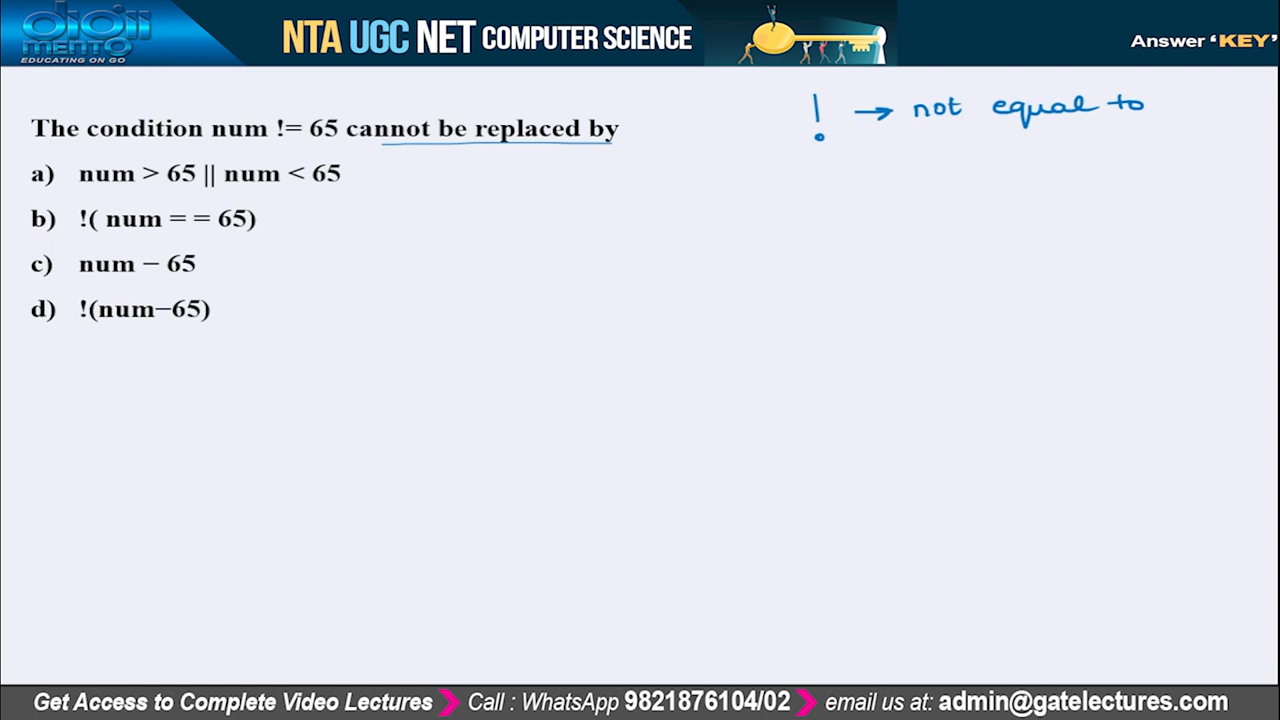 digii
MENTO
EDUCATING ON GO
NTA UGC NET COMPUTER SCIENCE
Answer ‘KEY’
! → not equal to
The condition num != 65 cannot be replaced by
a) num > 65 || num < 65
b) !( num = = 65)
c) num − 65
d) !(num−65)
Get Access to Complete Video Lectures Call : WhatsApp 9821876104/02 email us at: admin@gatelectures.com